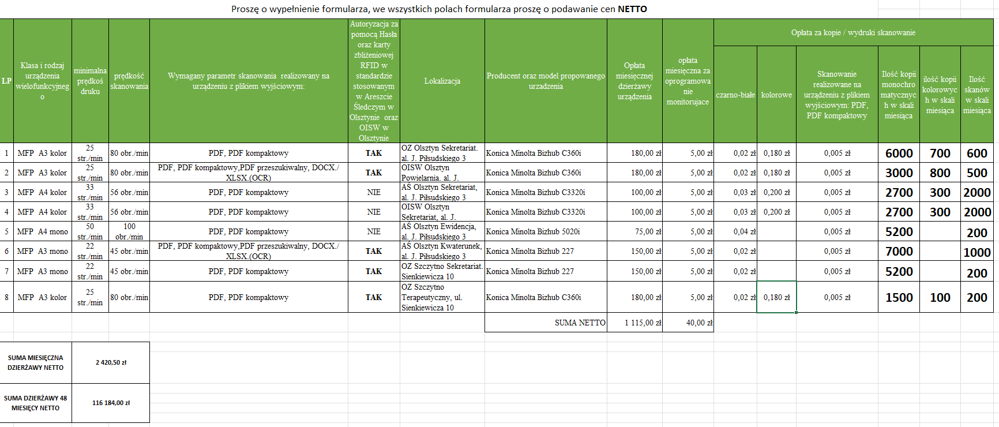 Proszę o wypełnienie formularza, we wszystkich polach formularza proszę o podawanie cen NETTO
LP
Klasa i rodzaj
urządzenia
wielofunkcyjneg
o
minimalna
prędkoś
druku
prędkość
skanowania
Wymagany parametr skanowania realizowany na
urządzeniu z plikiem wyjściowym:
Autoryzacja za
pomocą Hasła
oraz karty
zbliżeniowej
RFID w
standardzie
stosowanym
w Areszcie
Śledczym w
Olsztynie oraz
OISW w
Olsztynie
Lokalizacja
Producent oraz model propowanego
urzadzenia
Opłata
miesięcznej
dzierżawy
urządzenia
opłata
miesięczna za
oprogramowa
nie
monitorujace
Opłata za kopie / wydruki skanowanie
czarno-białe
kolorowe
Skanowanie
realizowane na
urządzeniu z plikiem
wyjściowym: PDF,
PDF kompaktowy
Ilość kopii
monochro
matycznyc
h w skali
miesiąca
ilość kopii
kolorowyc
h w skali
miesiąca
Ilość
skanów
w skali
miesiąca
1 MFP A3 kolor 25 str./min 80 obr./min PDF, PDF kompaktowy TAK OZ Olsztyn Sekretariat. al. J. Piłsudskiego 3 Konica Minolta Bizhub C360i 180,00 zł 5,00 zł 0,02 zł 0,180 zł 0,005 zł 6000 700 600
2 MFP A3 kolor 25 str./min 80 obr./min PDF, PDF kompaktowy,PDF przeszukiwalny, DOCX./ XLSX.(OCR) TAK OISW Olsztyn Powielarnia. al. J. Konica Minolta Bizhub C360i 180,00 zł 5,00 zł 0,02 zł 0,180 zł 0,005 zł 3000 800 500
3 MFP A4 kolor 33 str./min 56 obr./min PDF, PDF kompaktowy NIE AŚ Olsztyn Sekretariat, al. J. Piłsudskiego 3 Konica Minolta Bizhub C3320i 100,00 zł 5,00 zł 0,03 zł 0,200 zł 0,005 zł 2700 300 2000
4 MFP A4 kolor 33 str./min 56 obr./min PDF, PDF kompaktowy NIE OISW Olsztyn Sekretariat, al. J. Konica Minolta Bizhub C3320i 100,00 zł 5,00 zł 0,03 zł 0,200 zł 0,005 zł 2700 300 2000
5 MFP A4 mono 50 str./min 100 obr./min PDF, PDF kompaktowy NIE AŚ Olsztyn Ewidencja, al. J. Piłsudskiego 3 Konica Minolta Bizhub 5020i 75,00 zł 5,00 zł 0,04 zł 0,005 zł 5200 200
6 MFP A3 mono 22 str./min 45 obr./min PDF, PDF kompaktowy,PDF przeszukiwalny, DOCX./ XLSX.(OCR) TAK AŚ Olsztyn Kwaterunek, al. J. Piłsudskiego 3 Konica Minolta Bizhub 227 150,00 zł 5,00 zł 0,02 zł 0,005 zł 7000 1000
7 MFP A3 mono 22 str./min 45 obr./min PDF, PDF kompaktowy TAK OZ Szczytno Sekretariat. Sienkiewicza 10 Konica Minolta Bizhub 227 150,00 zł 5,00 zł 0,02 zł 0,005 zł 5200 200
8 MFP A3 kolor 25 str./min 80 obr./min PDF, PDF kompaktowy TAK OZ Szczytno Terapeutyczny, ul. Sienkiewicza 10 Konica Minolta Bizhub C360i 180,00 zł 5,00 zł 0,02 zł 0,180 zł 0,005 zł 1500 100 200
SUMA NETTO 1 115,00 zł 40,00 zł
SUMA MIESIĘCZNA
DZIERŻAWY NETTO
2 420,50 zł
SUMA DZIERŻAWY 48
MIESIĘCY NETTO
116 184,00 zł